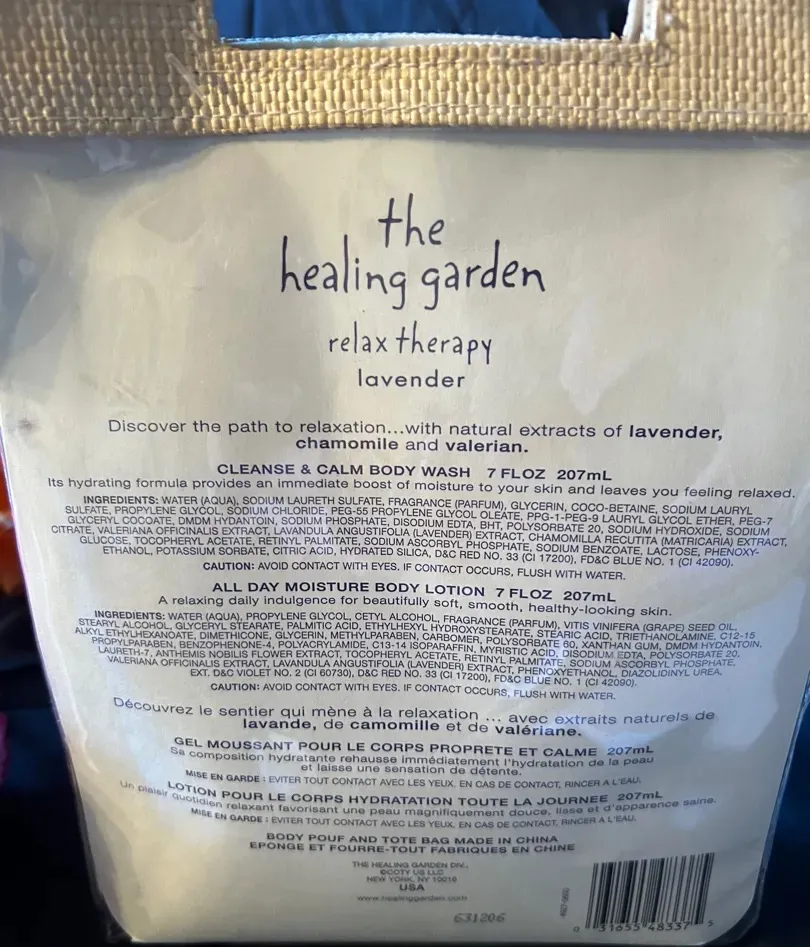 the
healing garden
relax therapy
lavender
Discover the path to relaxation...with natural extracts of lavender,
chamomile and valerian.
CLEANSE & CALM BODY WASH 7 FLOZ 207mL
Its hydrating formula provides an immediate boost of moisture to your skin and leaves you feeling relaxed.
INGREDIENTS: WATER (AQUA), SODIUM LAURETH SULFATE, FRAGRANCE (PARFUM), GLYCERIN, COCO-BETAINE, SODIUM LAURYL
SULFATE, PROPYLENE GLYCOL, SODIUM CHLORIDE, PEG-55 PROPYLENE GLYCOL OLEATE, PPG-1-PEG-9 LAURYL GLYCOL ETHER, PEG-7
GLYCERYL COCOATE, DMDM HYDANTOIN, SODIUM PHOSPHATE, DISODIUM EDTA, BHT, POLYSORBATE 20, SODIUM HYDROXIDE, SODIUM
CITRATE, VALERIANA OFFICINALIS EXTRACT, LAVANDULA ANGUSTIFOLIA (LAVENDER) EXTRACT, CHAMOMILLA RECUTITA (MATRICARIA) EXTRACT,
GLUCOSE, TOCOPHERYL ACETATE, RETINYL PALMITATE, SODIUM ASCORBYL PHOSPHATE, SODIUM BENZOATE, LACTOSE, PHENOXY-
ETHANOL, POTASSIUM SORBATE, CITRIC ACID, HYDRATED SILICA, D&C RED NO. 33 (CI 17200), FD&C BLUE NO. 1 (CI 42090).
CAUTION: AVOID CONTACT WITH EYES. IF CONTACT OCCURS, FLUSH WITH WATER.
ALL DAY MOISTURE BODY LOTION 7 FLOZ 207mL
A relaxing daily indulgence for beautifully soft, smooth, healthy-looking skin.
INGREDIENTS: WATER (AQUA), PROPYLENE GLYCOL, CETYL ALCOHOL, FRAGRANCE (PARFUM), VITIS VINIFERA (GRAPE) SEED OIL,
STEARYL ALCOHOL, GLYCERYL STEARATE, PALMITIC ACID, ETHYLHEXYL HYDROXYSTEARATE, STEARIC ACID, TRIETHANOLAMINE, C12-15
ALKYL ETHYLHEXANOATE, DIMETHICONE, GLYCERIN, METHYLPARABEN, CARBOMER, POLYSORBATE 60, XANTHAN GUM, DMDM HYDANTOIN,
PROPYLPARABEN, BENZOPHENONE-4, POLYACRYLAMIDE, C13-14 ISOPARAFFIN, MYRISTIC ACID, DISODIUM EDTA, POLYSORBATE 20,
LAURETH-7, ANTHEMIS NOBILIS FLOWER EXTRACT, TOCOPHERYL ACETATE, RETINYL PALMITATE, SODIUM ASCORBYL PHOSPHATE,
VALERIANA OFFICINALIS EXTRACT, LAVANDULA ANGUSTIFOLIA (LAVENDER) EXTRACT, PHENOXYETHANOL, DIAZOLIDINYL UREA,
EXT. D&C VIOLET NO. 2 (CI 60730), D&C RED NO. 33 (CI 17200), FD&C BLUE NO. 1 (CI 42090).
CAUTION: AVOID CONTACT WITH EYES. IF CONTACT OCCURS, FLUSH WITH WATER.
Découvrez le sentier qui mène à la relaxation ... avec extraits naturels de
lavande, de camomille et de valériane.
GEL MOUSSANT POUR LE CORPS PROPRETE ET CALME 207mL
Sa composition hydratante rehausse immédiatement l'hydratation de la peau
et laisse une sensation de détente.
MISE EN GARDE : EVITER TOUT CONTACT AVEC LES YEUX. EN CAS DE CONTACT, RINCER A L'EAU.
LOTION POUR LE CORPS HYDRATATION TOUTE LA JOURNEE 207mL
Un plaisir quotidien relaxant favorisant une peau magnifiquement douce, lisse et d'apparence saine.
MISE EN GARDE : EVITER TOUT CONTACT AVEC LES YEUX. EN CAS DE CONTACT, RINCER A L'EAU.
BODY POUF AND TOTE BAG MADE IN CHINA
EPONGE ET FOURRE-TOUT FABRIQUES EN CHINE
THE HEALING GARDEN DIV.
©COTY US LLC
NEW YORK, NY 10016
USA
www.healinggarden.com
631206
0 31655 48337 5